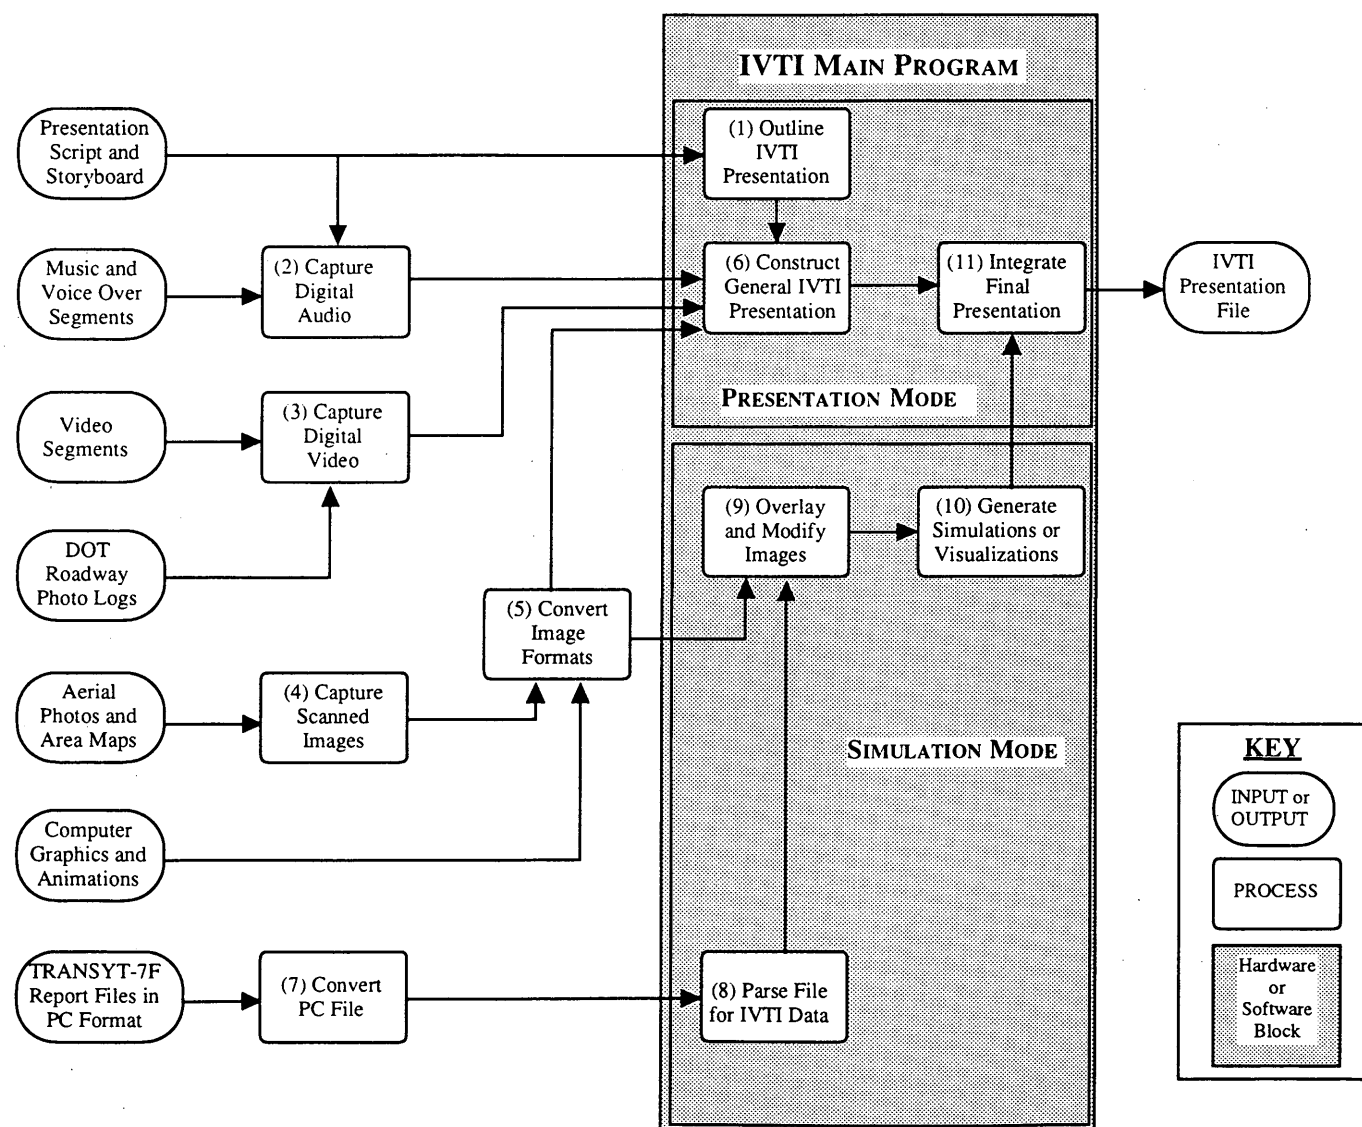 IVTI MAIN PROGRAM
Presentation
Script and
Storyboard
(1) Outline
IVTI
Presentation
Music and
Voice Over
Segments
(2) Capture
Digital
Audio
(6) Construct
General IVTI
Presentation
(11) Integrate
Final
Presentation
IVTI
Presentation
File
PRESENTATION MODE
Video
Segments
(3) Capture
Digital
Video
DOT
Roadway
Photo Logs
(9) Overlay
and Modify
Images
(10) Generate
Simulations or
Visualizations
(5) Convert
Image
Formats
Aerial
Photos and
Area Maps
(4) Capture
Scanned
Images
SIMULATION MODE
Computer
Graphics and
Animations
TRANSYT-7F
Report Files in
PC Format
(7) Convert
PC File
(8) Parse File
for IVTI Data
KEY
INPUT or
OUTPUT
PROCESS
Hardware
or
Software
Block